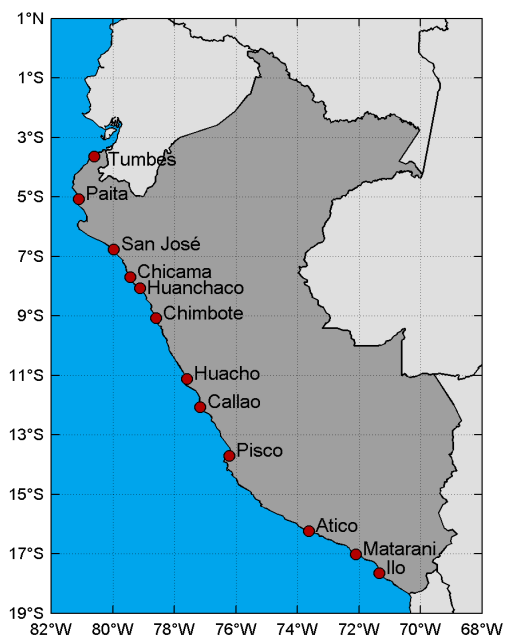 1°N
1°S
3°S
Tumbes
5°S
Paita
7°S
San José
Chicama
Huanchaco
9°S
Chimbote
11°S
Huacho
Callao
13°S
Pisco
15°S
Atico
17°S
Matarani
Ilo
19°S
82°W 80°W 78°W 76°W 74°W 72°W 70°W 68°W